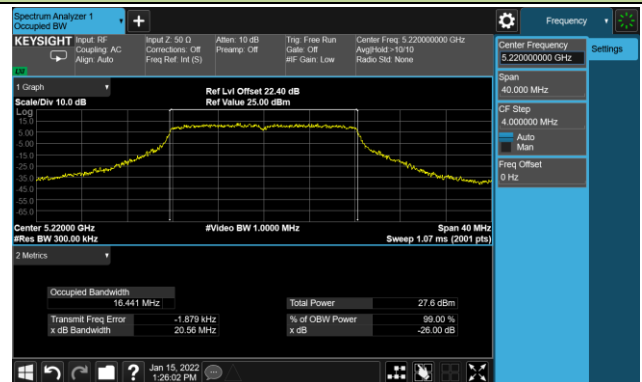 Spectrum Analyzer 1
Occupied BW
+
Frequency
KEYSIGHT
Input: RF
Coupling: AC
Align: Auto
Input Z: 50 Ω
Corrections: Off
Freq Ref: Int (S)
Atten: 10 dB
Preamp: Off
Trig: Free Run
Gate: Off
#IF Gain: Low
Center Freq: 5.220000000 GHz
Avg|Hold:>10/10
Radio Std: None
Center Frequency
5.220000000 GHz
Settings
Span
40.000 MHz
CF Step
4.000000 MHz
Auto
Man
Freq Offset
0 Hz
1 Graph
Scale/Div 10.0 dB
Ref Lvl Offset 22.40 dB
Ref Value 25.00 dBm
Log
15.0
5.00
-5.00
-15.0
-25.0
-35.0
-45.0
-55.0
-65.0
Center 5.22000 GHz
#Res BW 300.00 kHz
#Video BW 1.0000 MHz
Span 40 MHz
Sweep 1.07 ms (2001 pts)
2 Metrics
Occupied Bandwidth
16.441 MHz
Total Power 27.6 dBm
Transmit Freq Error -1.879 kHz
% of OBW Power 99.00 %
x dB Bandwidth 20.56 MHz
x dB -26.00 dB
?
Jan 15, 2022
1:26:02 PM